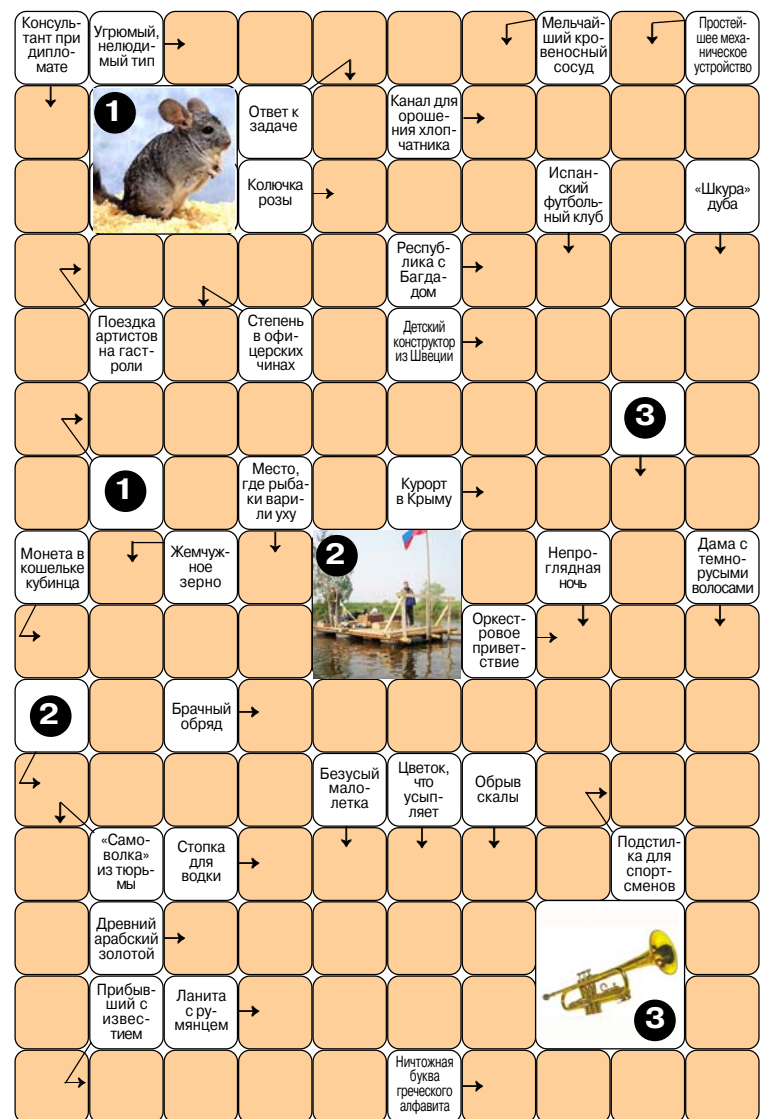 Консуль-
тант при
дипло-
мате
Угрюмый,
нелюди-
мый тип
Мельчай-
ший кро-
веносный
сосуд
Простей-
шее меха-
ническое
устройство
1
Ответ к
задаче
Канал для
ороше-
ния хлоп-
чатника
Колючка
розы
Испан-
ский
футболь-
ный клуб
«Шкура»
дуба
Респуб-
лика с
Багда-
дом
Поездка
артистов
на гаст-
роли
Степень
в офи-
церских
чинах
Детский
конструктор
из Швеции
3
1
Место,
где рыба-
ки вари-
ли уху
Курорт
в Крыму
Монета в
кошельке
кубинца
Жемчуж-
ное
зерно
2
Непро-
глядная
ночь
Дама с
темно-
русыми
волосами
Оркест-
ровое
привет-
ствие
2
Брачный
обряд
Безусый
мало-
летка
Цветок,
что
усып-
ляет
Обрыв
скалы
«Само-
волка»
из тюрь-
мы
Стопка
для
водки
Подстил-
ка для
спорт-
сменов
Древний
арабский
золотой
Прибыв-
ший с
извес-
тием
Ланита
с ру-
мянцем
3
Ничтожная
буква
греческого
алфавита